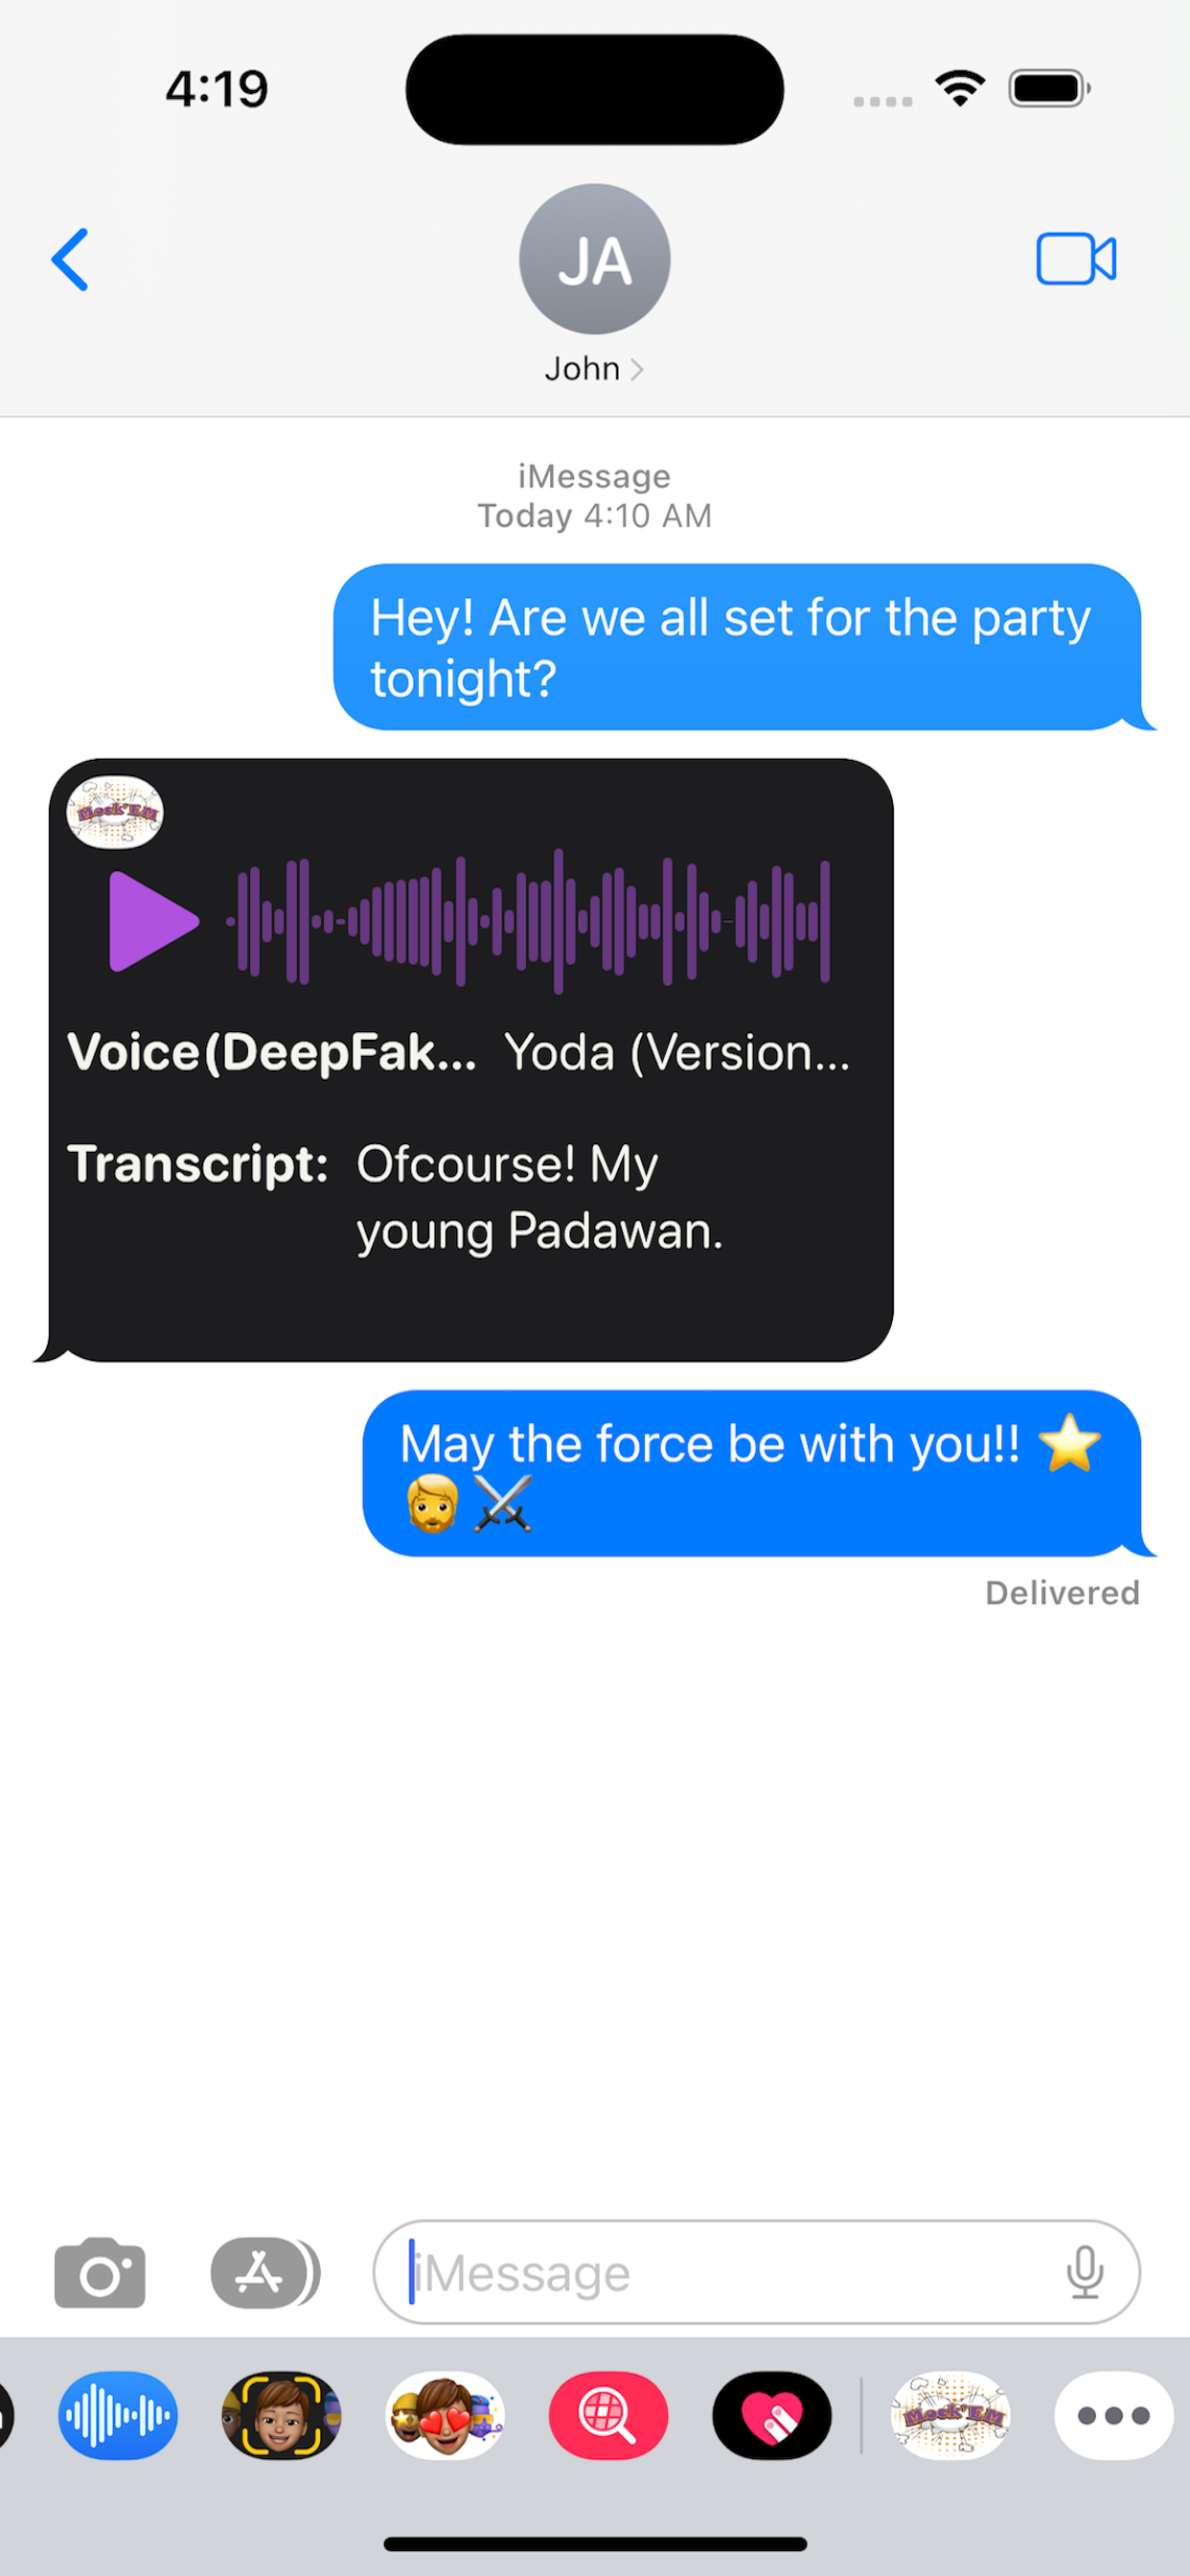 4:19
JA
John
iMessage
Today 4:10 AM
Hey! Are we all set for the party
tonight?
Mock'EM
Voice(DeepFak... Yoda (Version...
Transcript: Ofcourse! My
young Padawan.
May the force be with you!! ⭐
🧔⚔️
Delivered
iMessage
Mock'EM